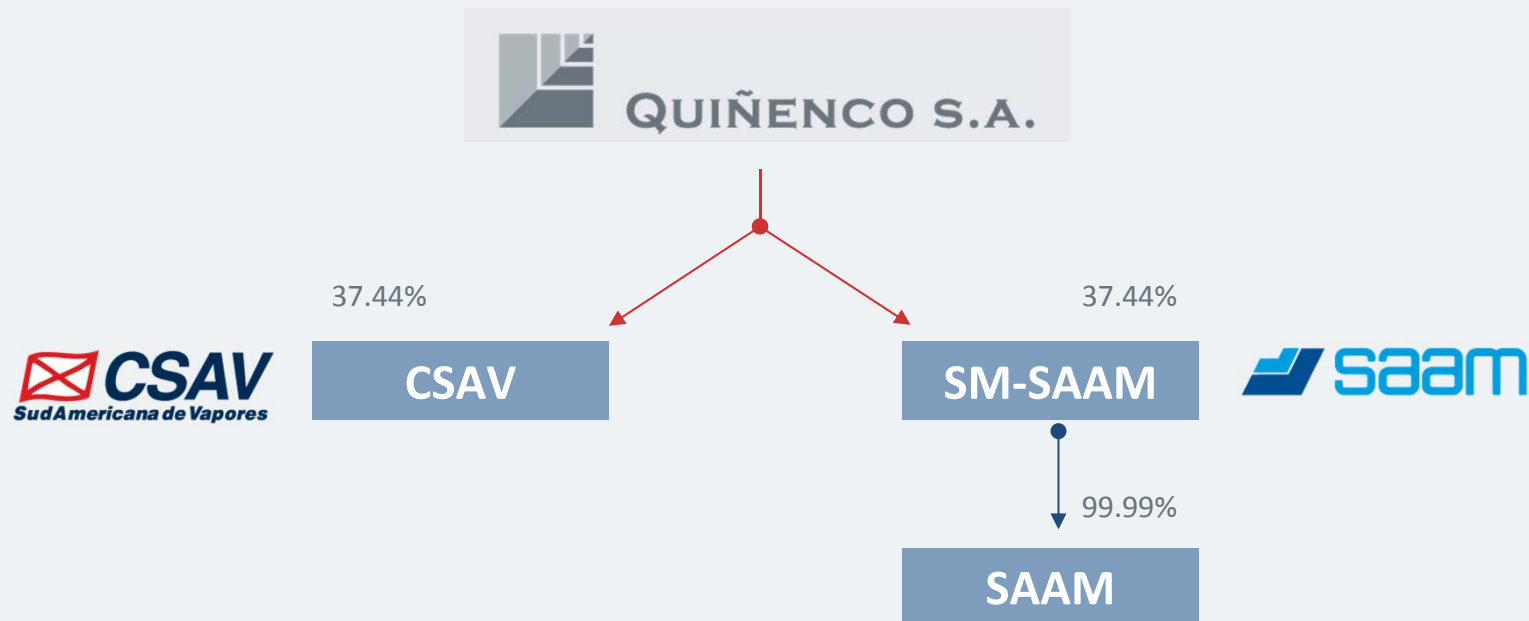 QUIÑENCO S.A.
37.44%
37.44%
CSAV
SudAmericana de Vapores
CSAV
SM-SAAM
saam
99.99%
SAAM